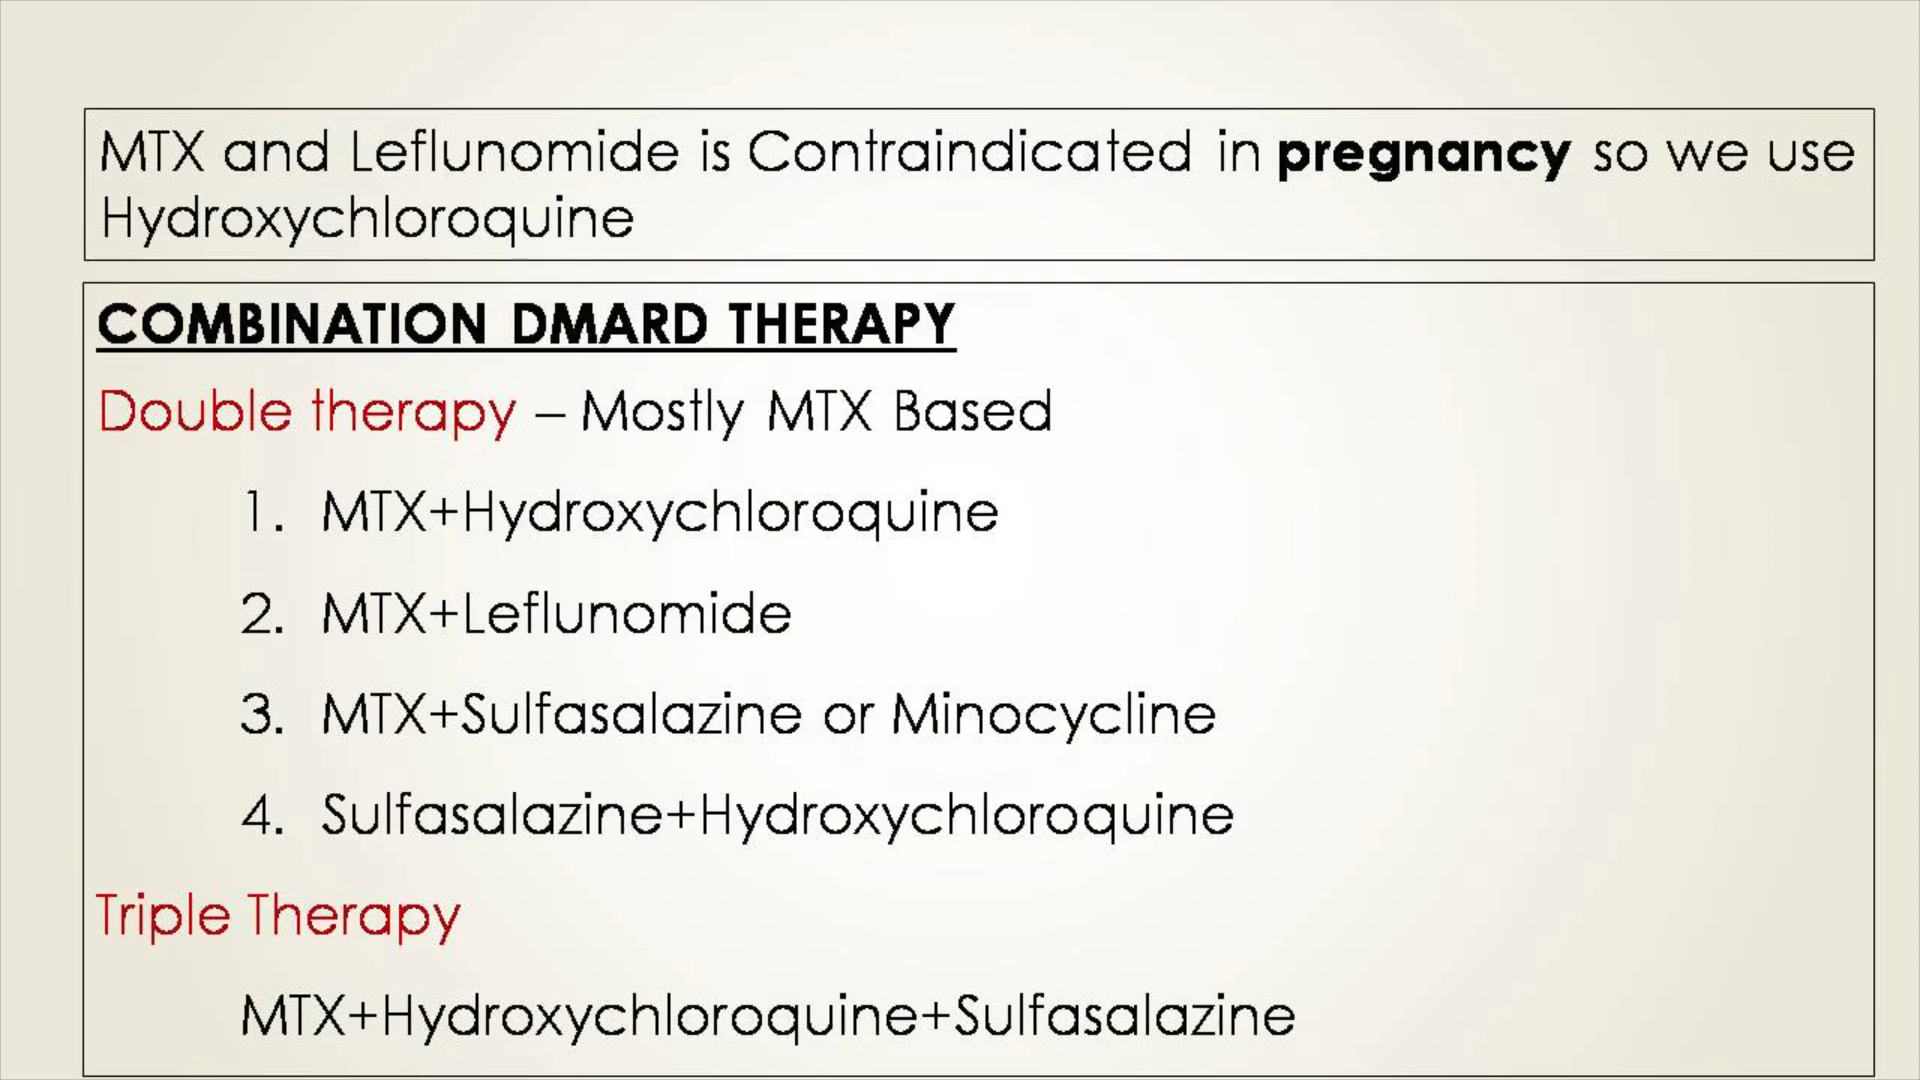 MTX and Leflunomide is Contraindicated in pregnancy so we use
Hydroxychloroquine
COMBINATION DMARD THERAPY
Double therapy – Mostly MTX Based
1. MTX+Hydroxychloroquine
2. MTX+Leflunomide
3. MTX+Sulfasalazine or Minocycline
4. Sulfasalazine+Hydroxychloroquine
Triple Therapy
MTX+Hydroxychloroquine+Sulfasalazine